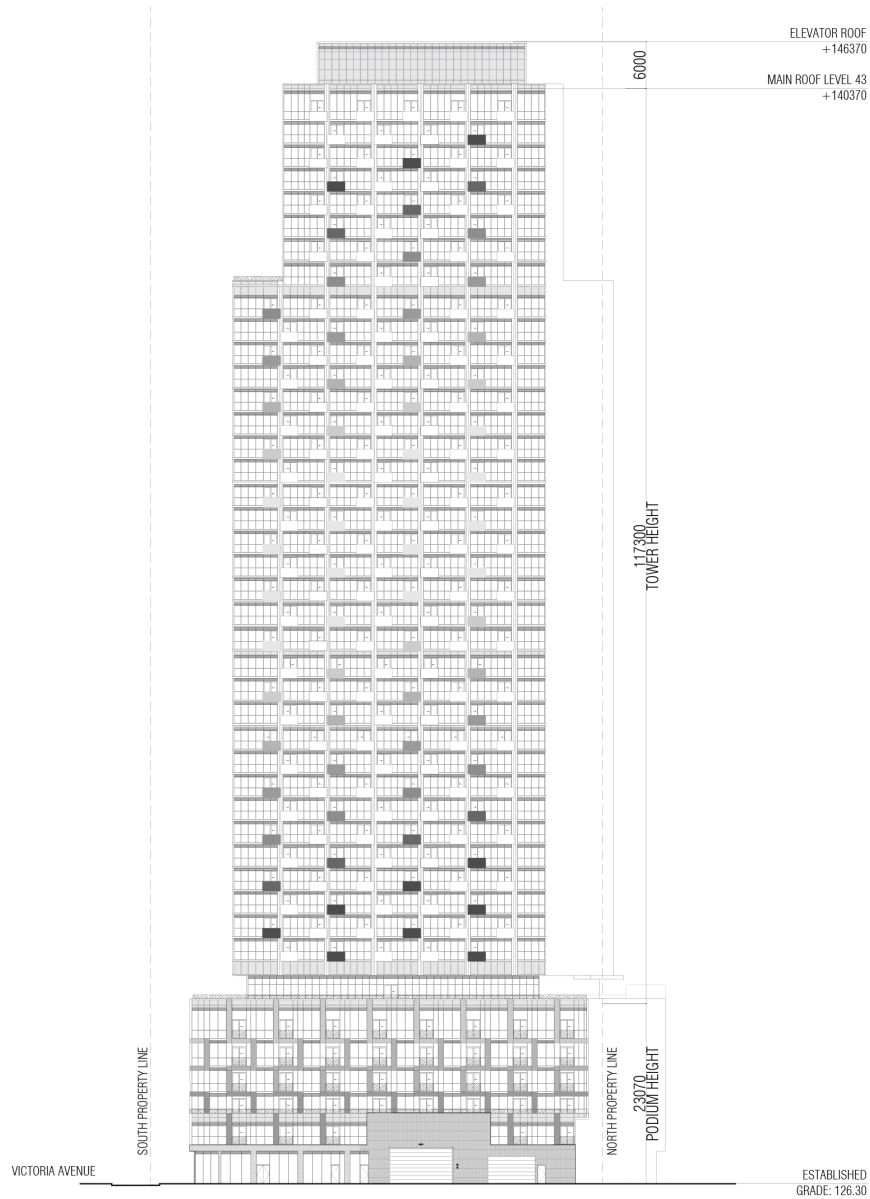 ELEVATOR ROOF
+146370
6000
MAIN ROOF LEVEL 43
+140370
117300
TOWER HEIGHT
SOUTH PROPERTY LINE
NORTH PROPERTY LINE
23070
PODIUM HEIGHT
VICTORIA AVENUE
ESTABLISHED
GRADE: 126.30